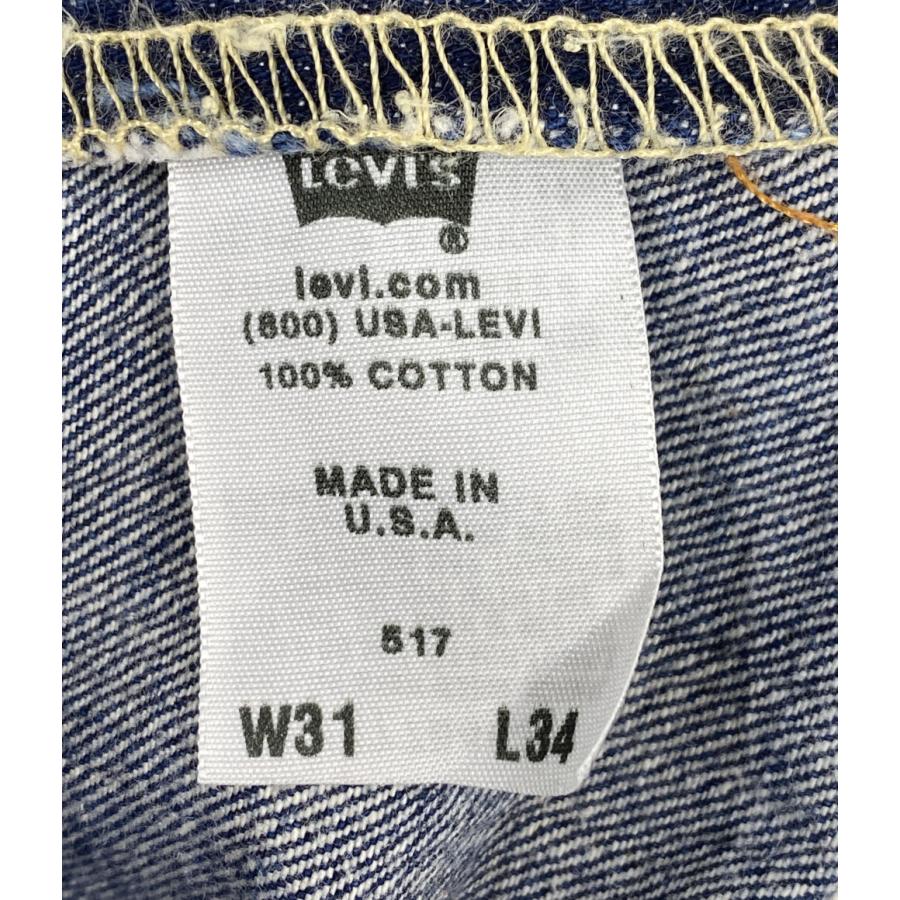 Levi's
®
levi.com
(800) USA-LEVI
100% COTTON
MADE IN
U.S.A.
517
W31 L34